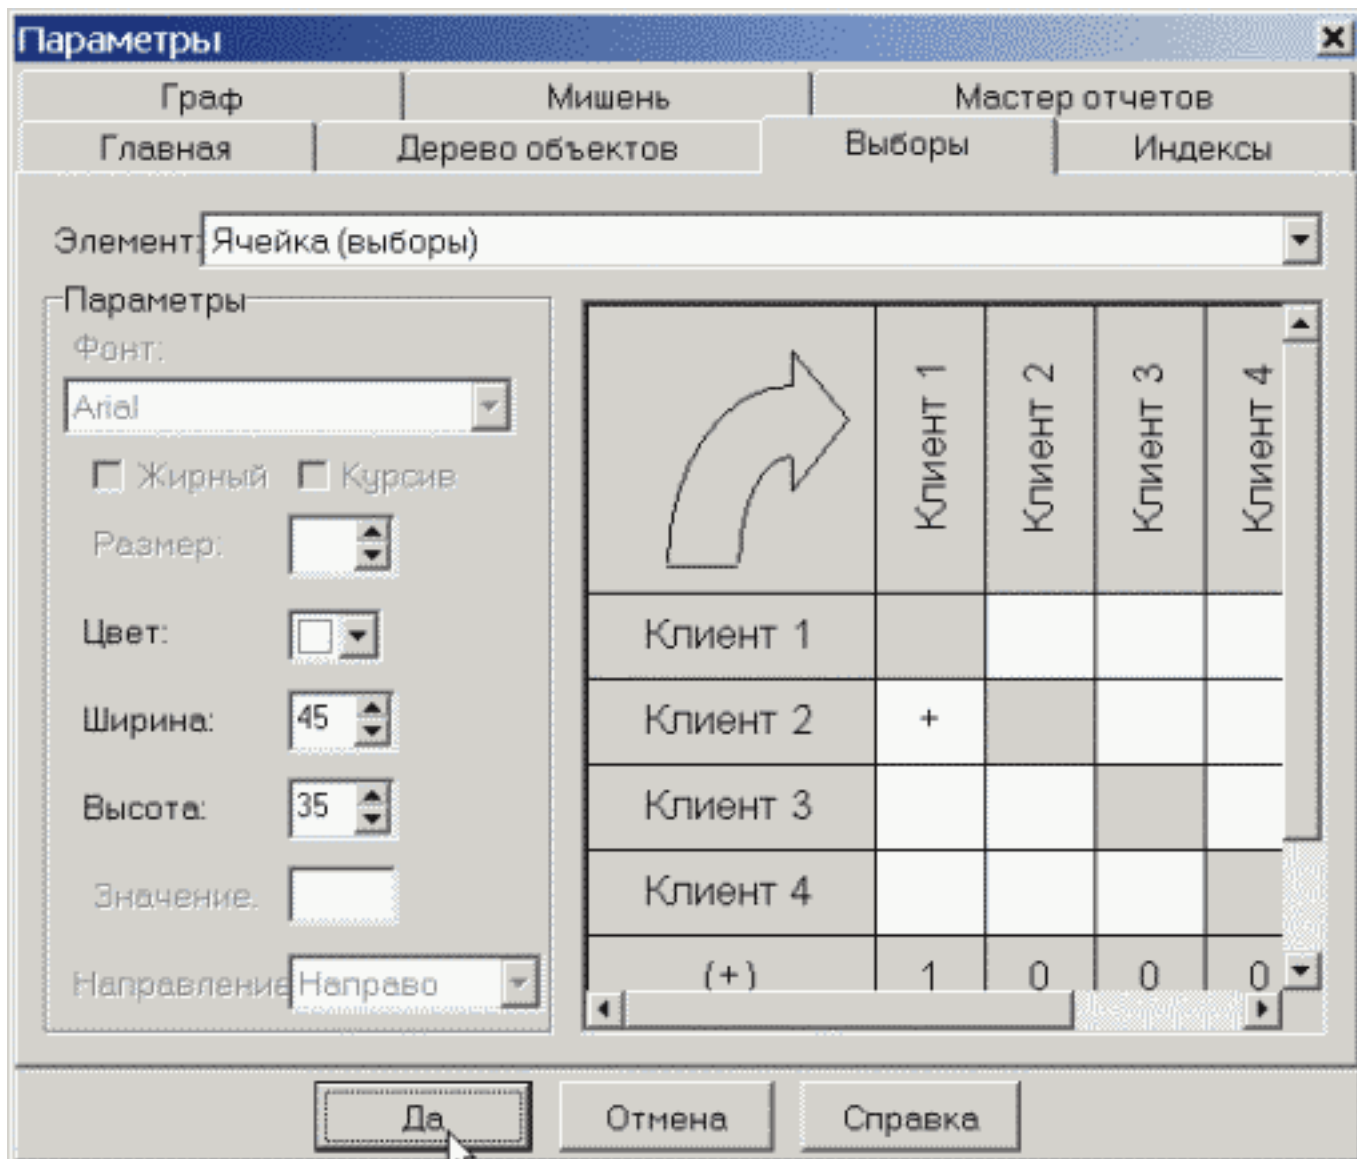 Параметры
Граф Мишень Мастер отчетов
Главная Дерево объектов Выборы Индексы
Элемент: Ячейка (выборы)
Параметры
Фонт:
Arial
Жирный Курсив
Размер:
Цвет:
Ширина: 45
Высота: 35
Значение.
Направление Направо
Клиент 1 Клиент 2 Клиент 3 Клиент 4
Клиент 1
Клиент 2 +
Клиент 3
Клиент 4
(+) 1 0 0 0
Да Отмена Справка